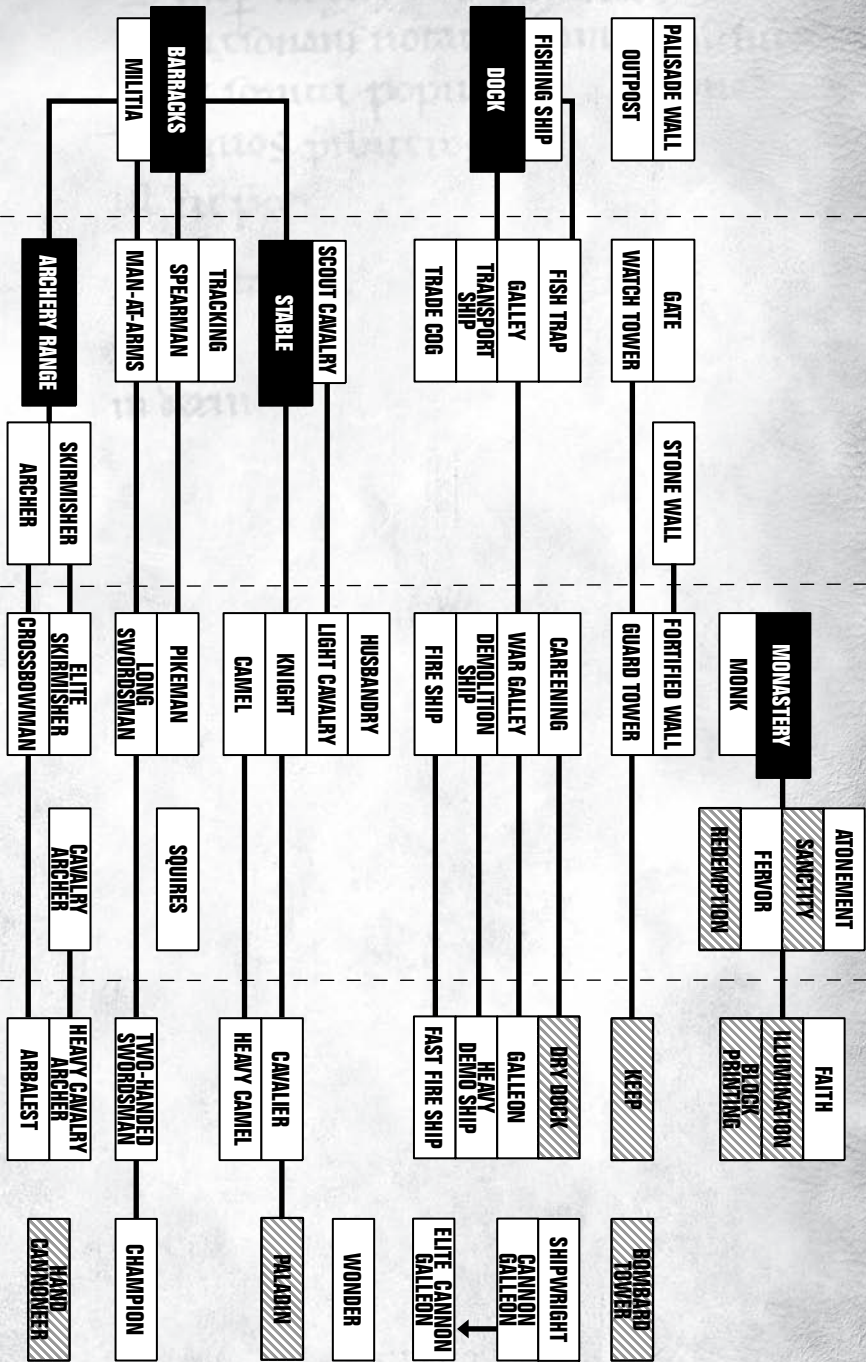 PALISADE WALL
OUTPOST
FISHING SHIP
DOCK
BARRACKS
MILITIA
GATE
WATCH TOWER
FISH TRAP
GALLEY
TRANSPORT
SHIP
TRADE COG
SCOUT CAVALRY
STABLE
TRACKING
SPEARMAN
MAN-AT-ARMS
ARCHERY RANGE
STONE WALL
SKIRMISHER
ARCHER
MONASTERY
MONK
FORTIFIED WALL
GUARD TOWER
CAREENING
WAR GALLEY
DEMOLITION
SHIP
FIRE SHIP
HUSBANDRY
LIGHT CAVALRY
KNIGHT
CAMEL
PIKEMAN
LONG
SWORDSMAN
ELITE
SKIRMISHER
CROSSBOWMAN
ATONEMENT
SANCTITY
FERVOR
REDEMPTION
SQUIRES
CAVALRY
ARCHER
FAITH
ILLUMINATION
BLOCK
PRINTING
KEEP
DRY DOCK
GALLEON
HEAVY
DEMO SHIP
FAST FIRE SHIP
CAVALIER
HEAVY CAMEL
TWO-HANDED
SWORDSMAN
HEAVY CAVALRY
ARCHER
ARBALEST
BOMBARD
TOWER
SHIPWRIGHT
CANNON
GALLEON
ELITE CANNON
GALLEON
WONDER
PALADIN
CHAMPION
HAND
CANNONEER